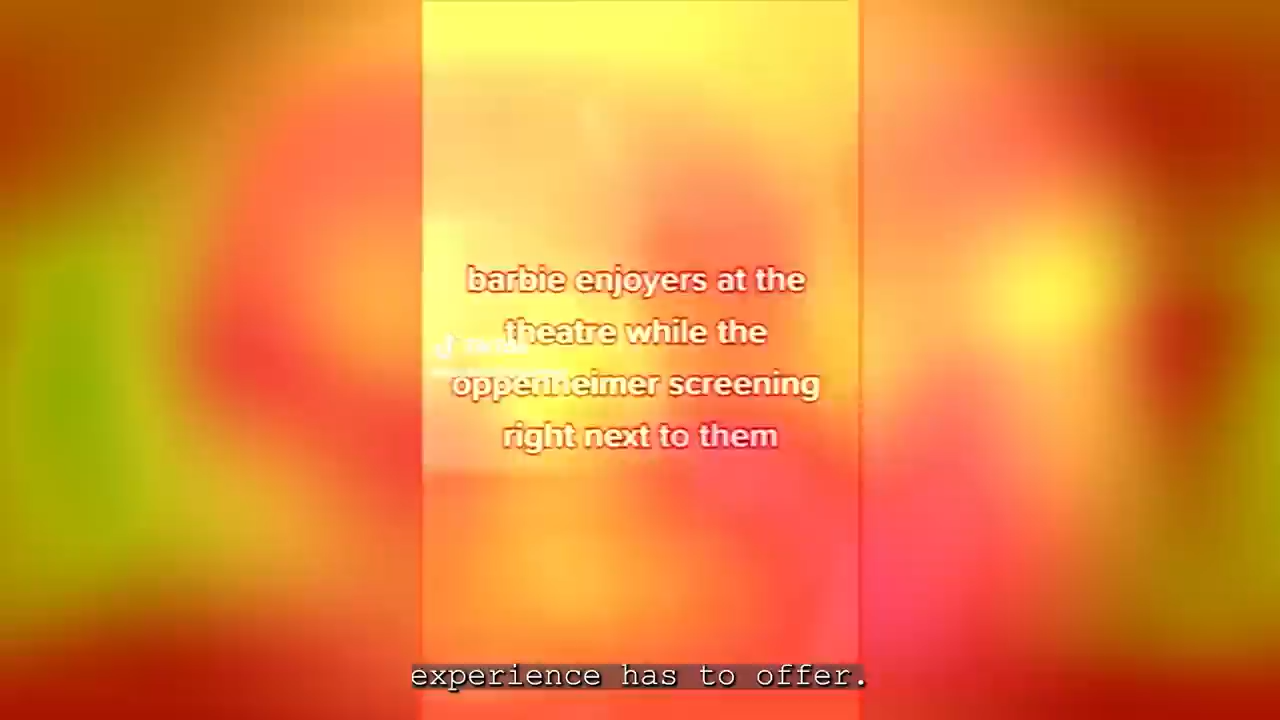 barbie enjoyers at the
theatre while the
oppenheimer screening
right next to them
experience has to offer.